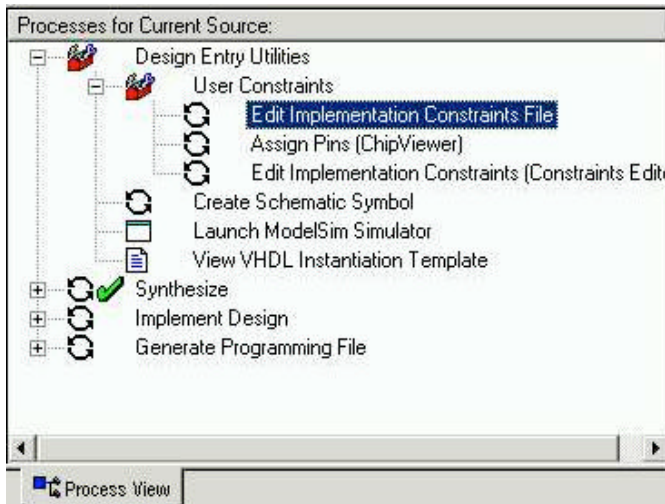 Processes for Current Source:
Design Entry Utilities
User Constraints
Edit Implementation Constraints File
Assign Pins (ChipViewer)
Edit Implementation Constraints (Constraints Edit
Create Schematic Symbol
Launch ModelSim Simulator
View VHDL Instantiation Template
Synthesize
Implement Design
Generate Programming File
Process View